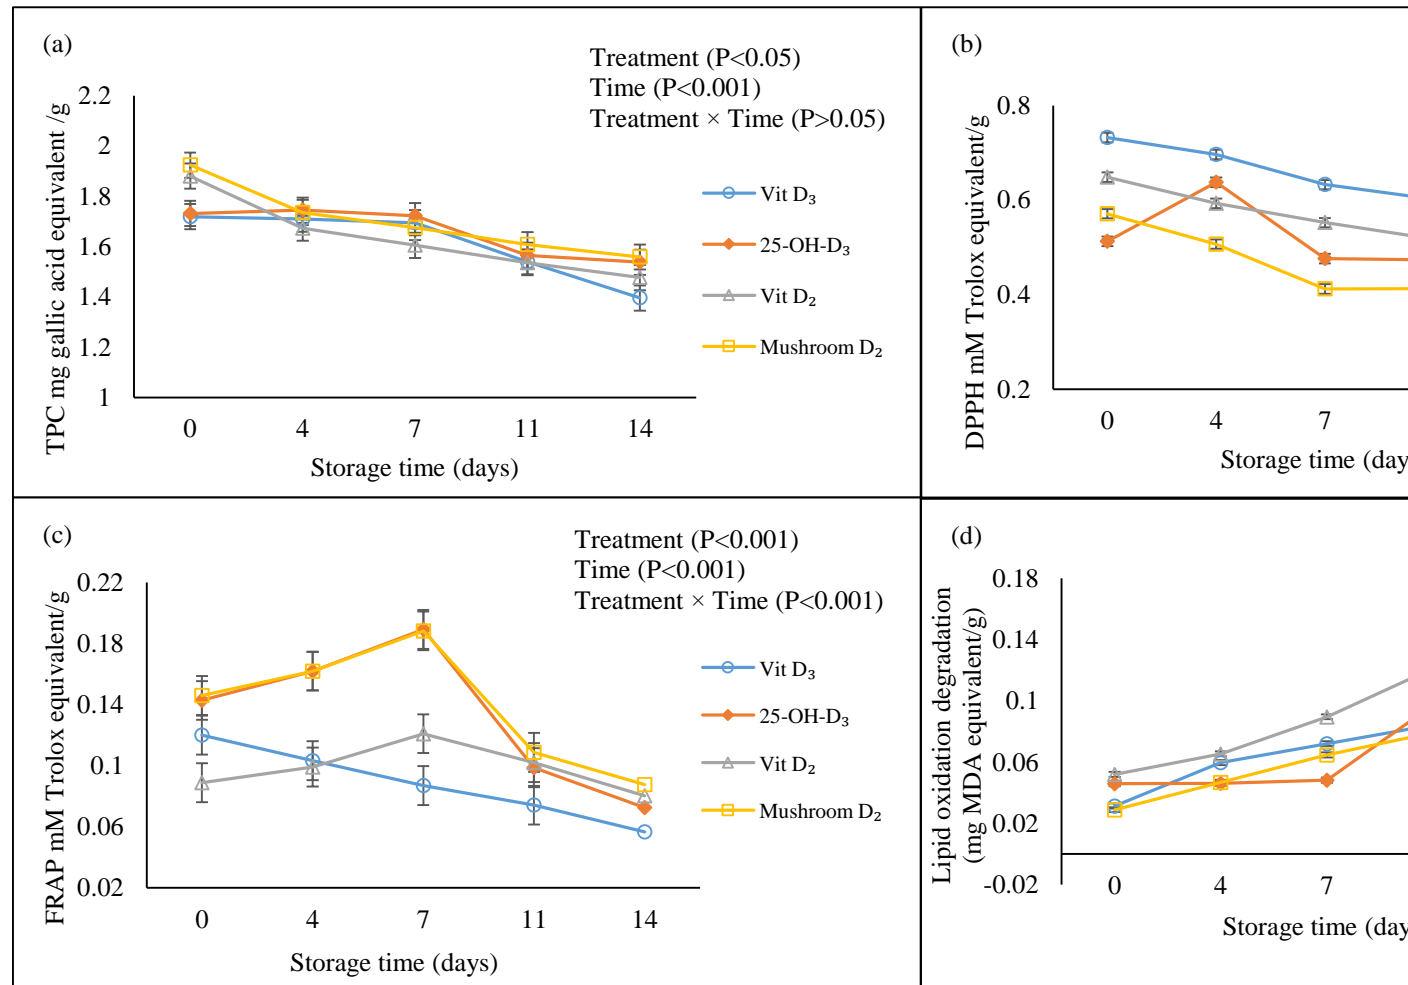 (a)
Treatment (P<0.05)
Time (P<0.001)
Treatment × Time (P>0.05)
TPC mg gallic acid equivalent /g
2.2
2
1.8
1.6
1.4
1.2
1
0 4 7 11 14
Storage time (days)
Vit D₃
25-OH-D₃
Vit D₂
Mushroom D₂
(b)
DPPH mM Trolox equivalent/g
0.8
0.6
0.4
0.2
0 4 7
Storage time (day
(c)
Treatment (P<0.001)
Time (P<0.001)
Treatment × Time (P<0.001)
FRAP mM Trolox equivalent/g
0.22
0.18
0.14
0.1
0.06
0.02
0 4 7 11 14
Storage time (days)
Vit D₃
25-OH-D₃
Vit D₂
Mushroom D₂
(d)
Lipid oxidation degradation
(mg MDA equivalent/g)
0.18
0.14
0.1
0.06
0.02
-0.02
0 4 7
Storage time (day